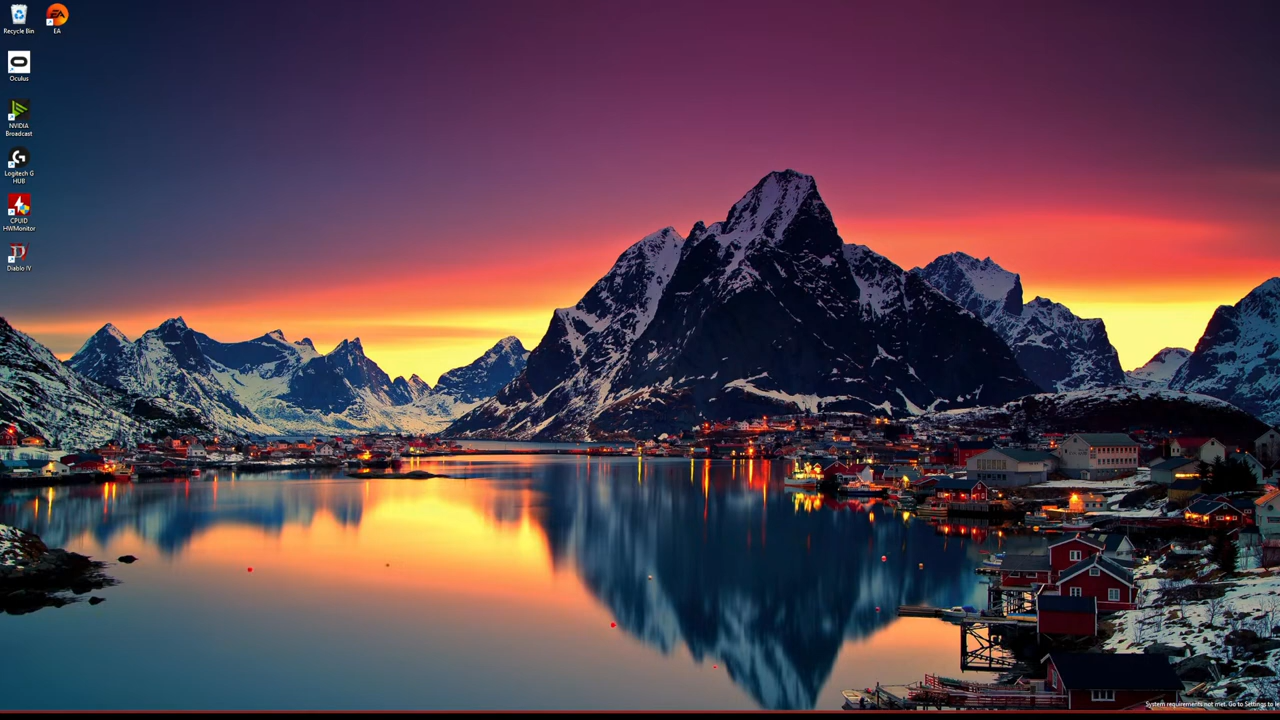 Recycle Bin
EA
Oculus
NVIDIA
Broadcast
Logitech G
HUB
CPUID
HWMonitor
Diablo IV
System requirements not met. Go to Settings to le